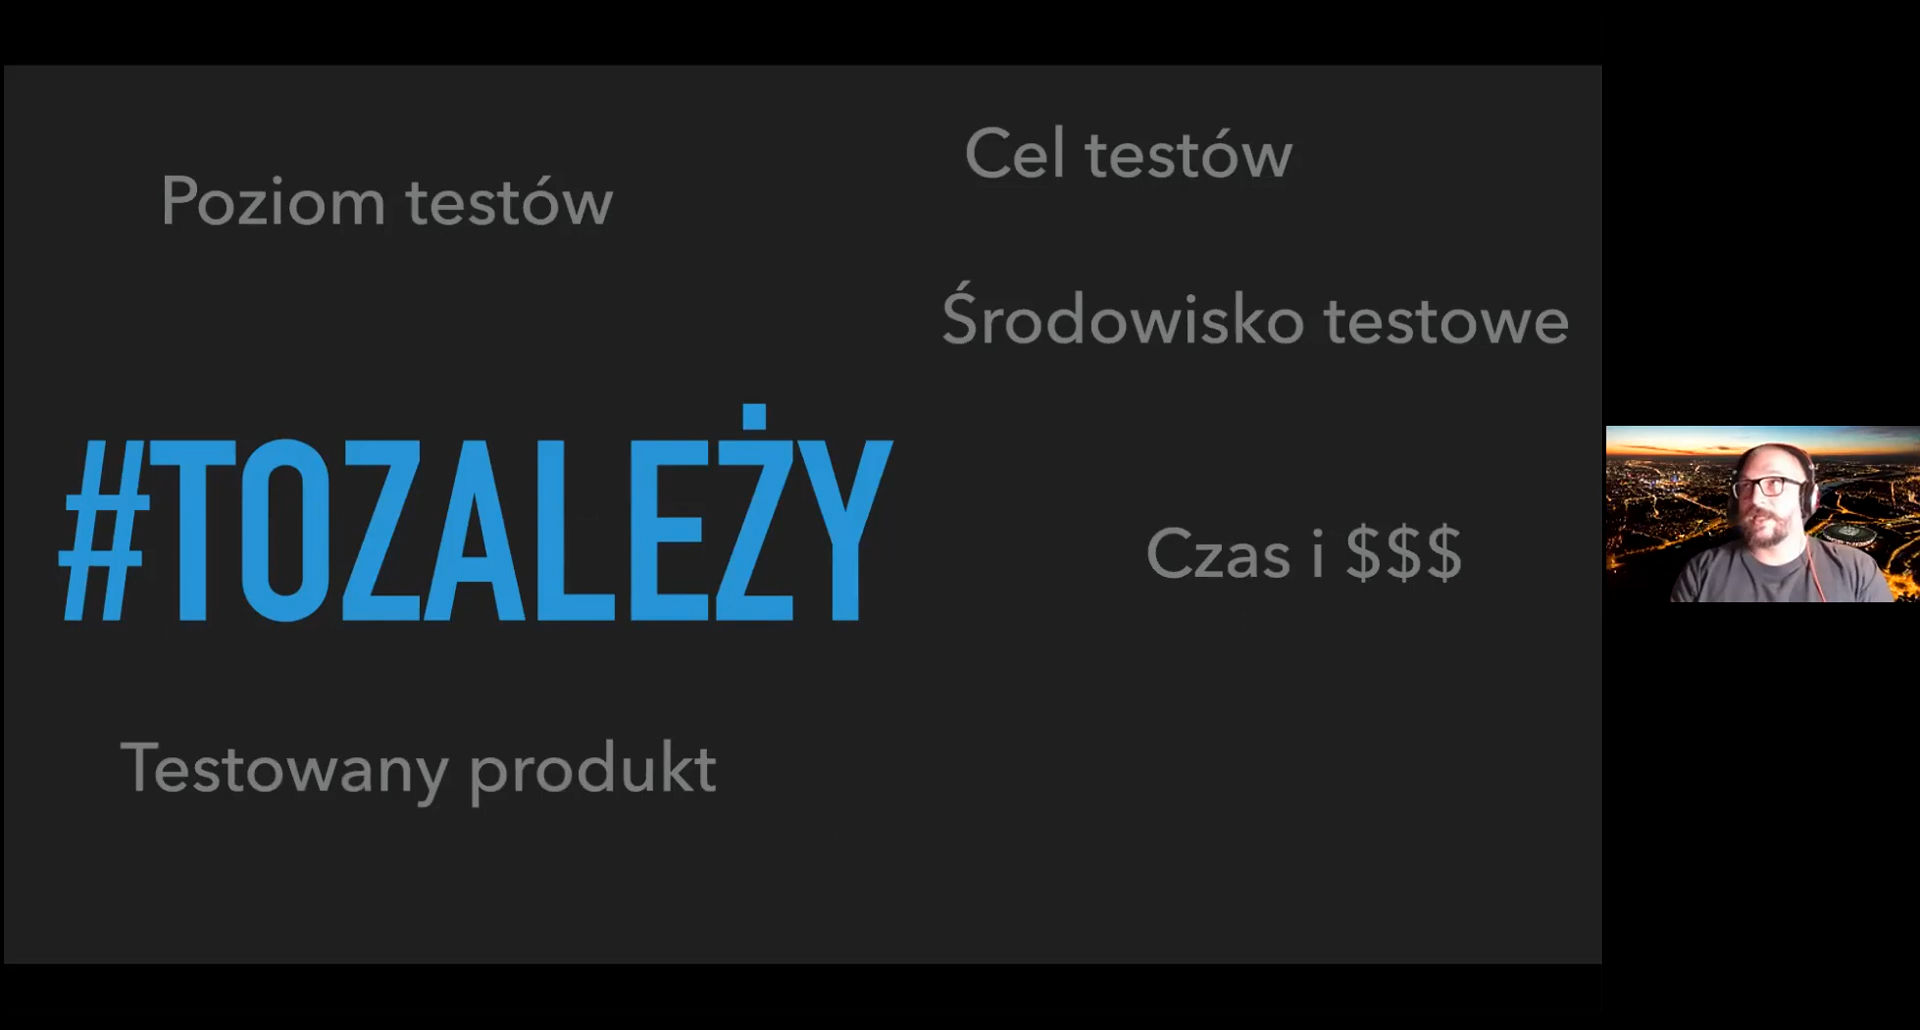 Poziom testów
Cel testów
Środowisko testowe
#TOZALEŻY
Czas i $$$
Testowany produkt